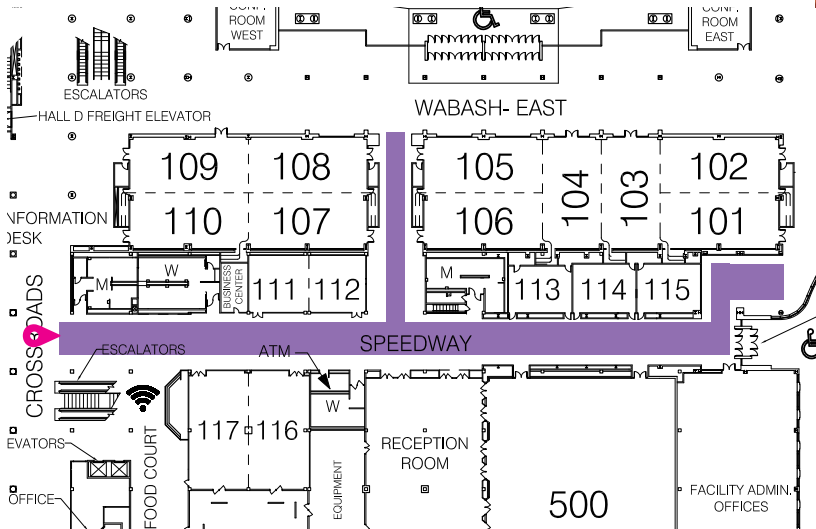 CONF.
ROOM
WEST
CONF.
ROOM
EAST
ESCALATORS
HALL D FREIGHT ELEVATOR
WABASH- EAST
109
108
105
104
103
102
110
107
106
101
NFORMATION
DESK
M
W
BUSINESS
CENTER
111
112
M
113
114
115
CROSSROADS
SPEEDWAY
ESCALATORS
ATM
W
117
116
RECEPTION
ROOM
EVATORS
FOOD COURT
EQUIPMENT
500
FACILITY ADMIN.
OFFICES
OFFICE